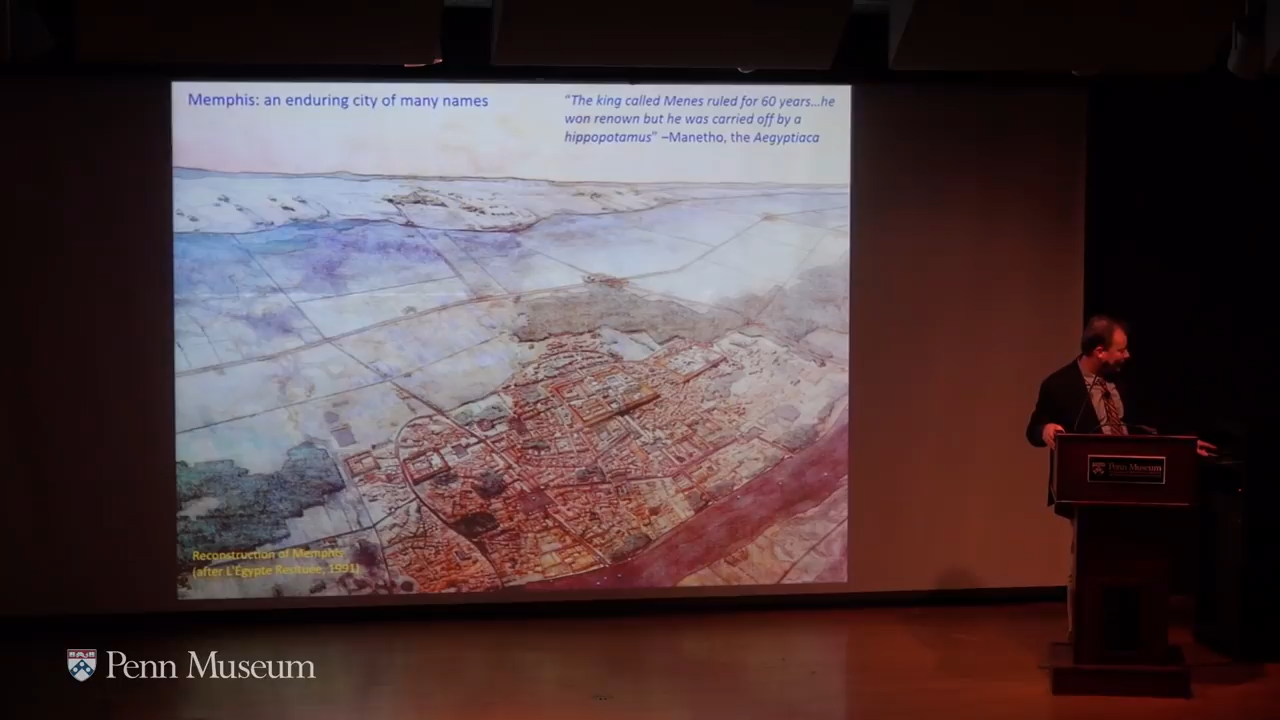 Memphis: an enduring city of many names
“The king called Menes ruled for 60 years…he
won renown but he was carried off by a
hippopotamus” –Manetho, the Aegyptiaca
Reconstruction of Memphis
(after L'Égypte Restituée, 1991)
Penn Museum
Penn Museum